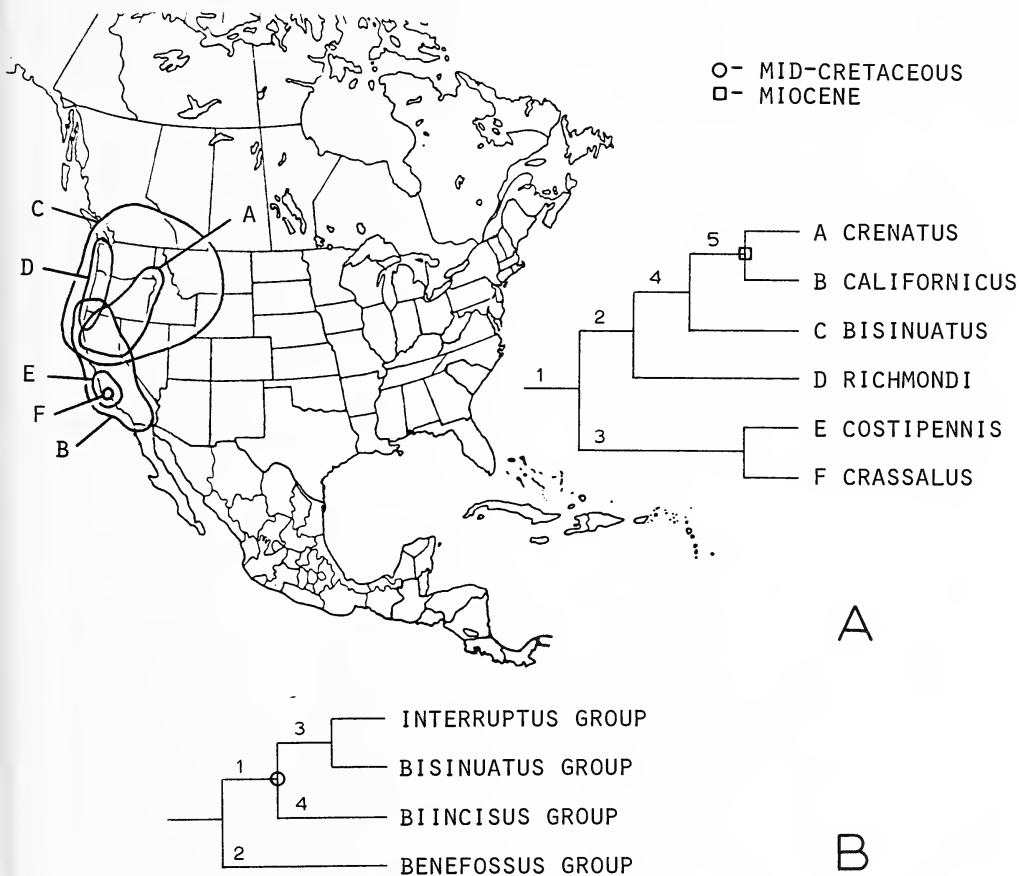 O- MID-CRETACEOUS
□- MIOCENE
C
A
D
E
F
B
5
A CRENATUS
4
B CALIFORNICUS
2
C BISINUATUS
1
D RICHMONDI
3
E COSTIPENNIS
F CRASSALUS
A
3
INTERRUPTUS GROUP
1
BISINUATUS GROUP
4
BIINCISUS GROUP
2
BENEFOSSUS GROUP
B